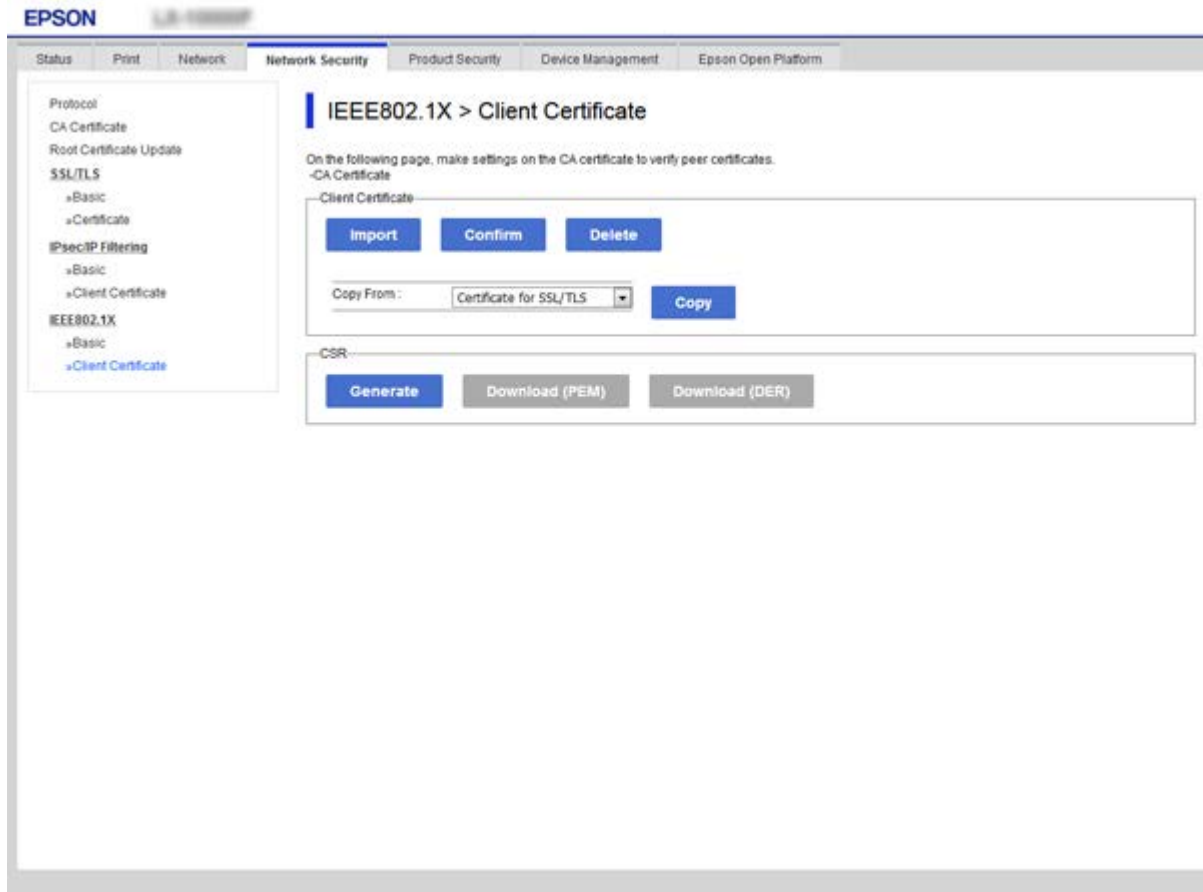 EPSON
Status Print Network Network Security Product Security Device Management Epson Open Platform
Protocol
CA Certificate
Root Certificate Update
SSL/TLS
»Basic
»Certificate
IPsec/IP Filtering
»Basic
»Client Certificate
IEEE802.1X
»Basic
»Client Certificate
IEEE802.1X > Client Certificate
On the following page, make settings on the CA certificate to verify peer certificates.
-CA Certificate
Client Certificate
Import Confirm Delete
Copy From : Certificate for SSL/TLS Copy
CSR
Generate Download (PEM) Download (DER)